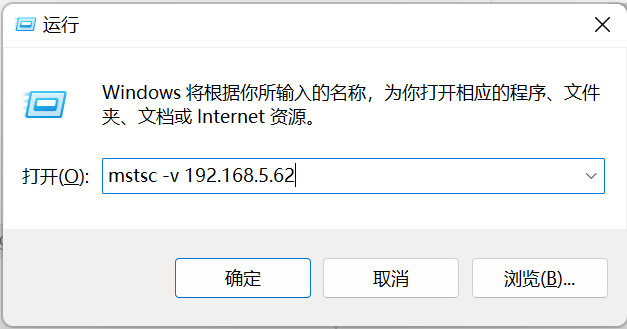 运行
Windows 将根据你所输入的名称，为你打开相应的程序、文件
夹、文档或 Internet 资源。
打开(O):
mstsc -v 192.168.5.62
确定
取消
浏览(B)...